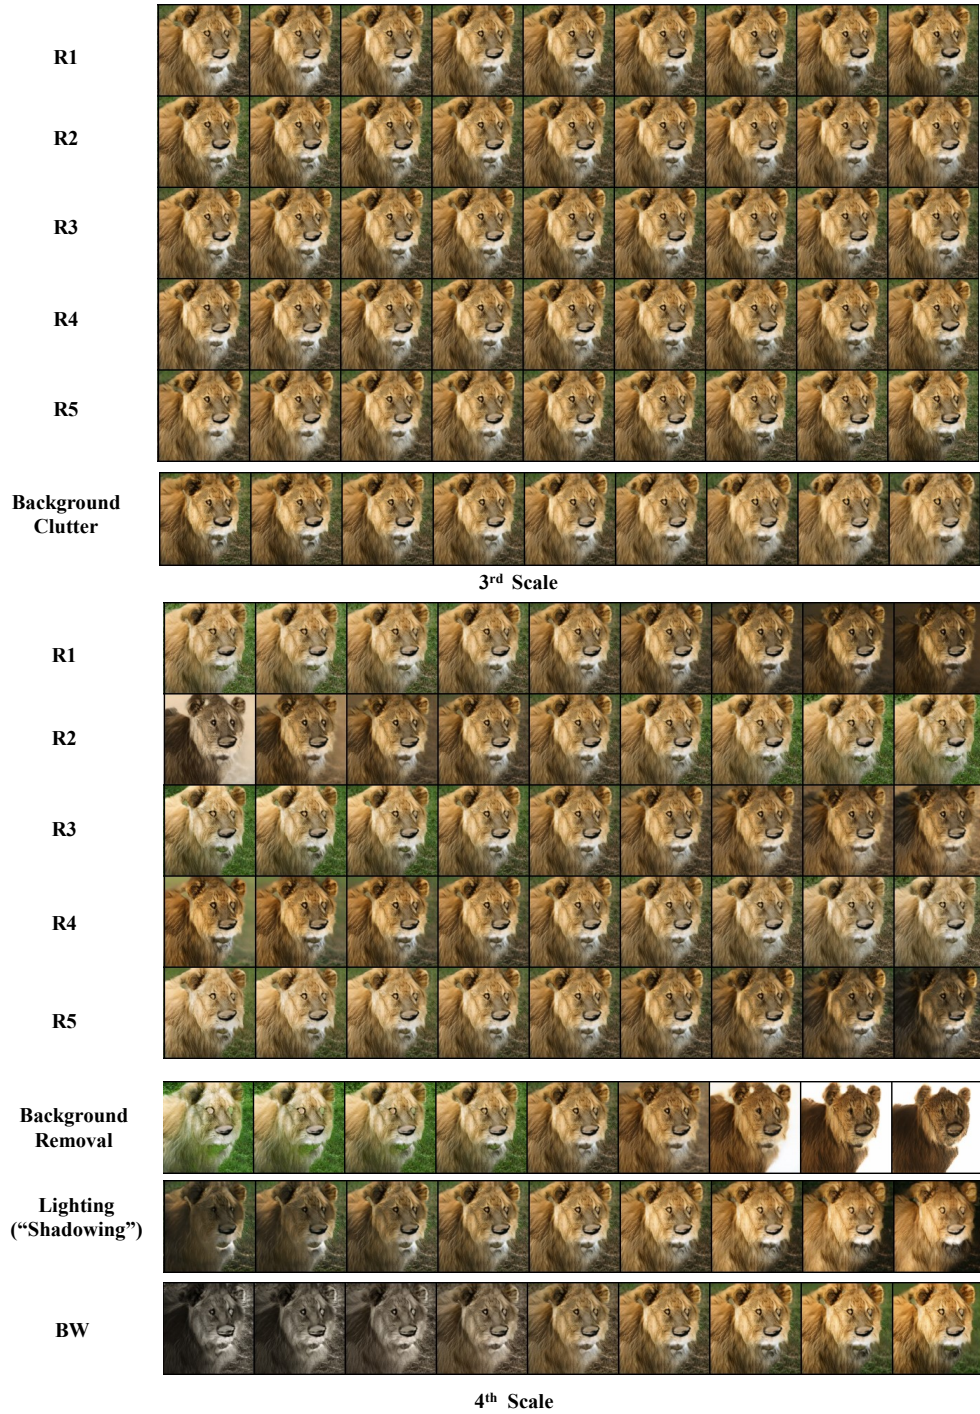 R1
R2
R3
R4
R5
Background
Clutter
3rd Scale
R1
R2
R3
R4
R5
Background
Removal
Lighting
(“Shadowing”)
BW
4th Scale